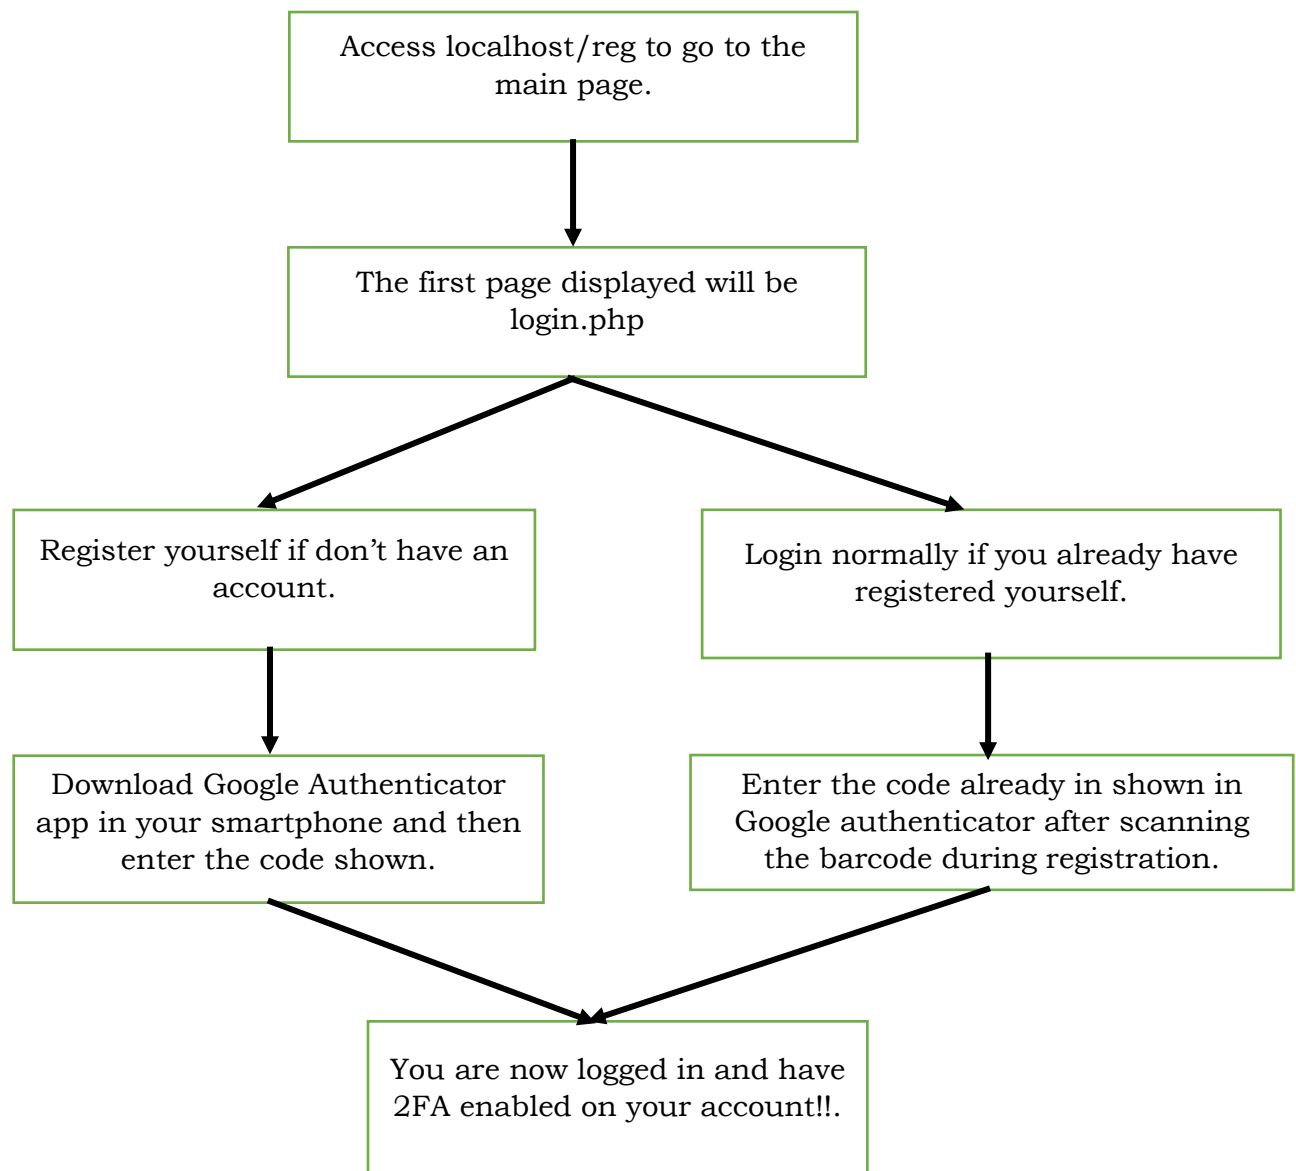 Access localhost/reg to go to the
main page.
The first page displayed will be
login.php
Register yourself if don’t have an
account.
Login normally if you already have
registered yourself.
Download Google Authenticator
app in your smartphone and then
enter the code shown.
Enter the code already in shown in
Google authenticator after scanning
the barcode during registration.
You are now logged in and have
2FA enabled on your account!!.